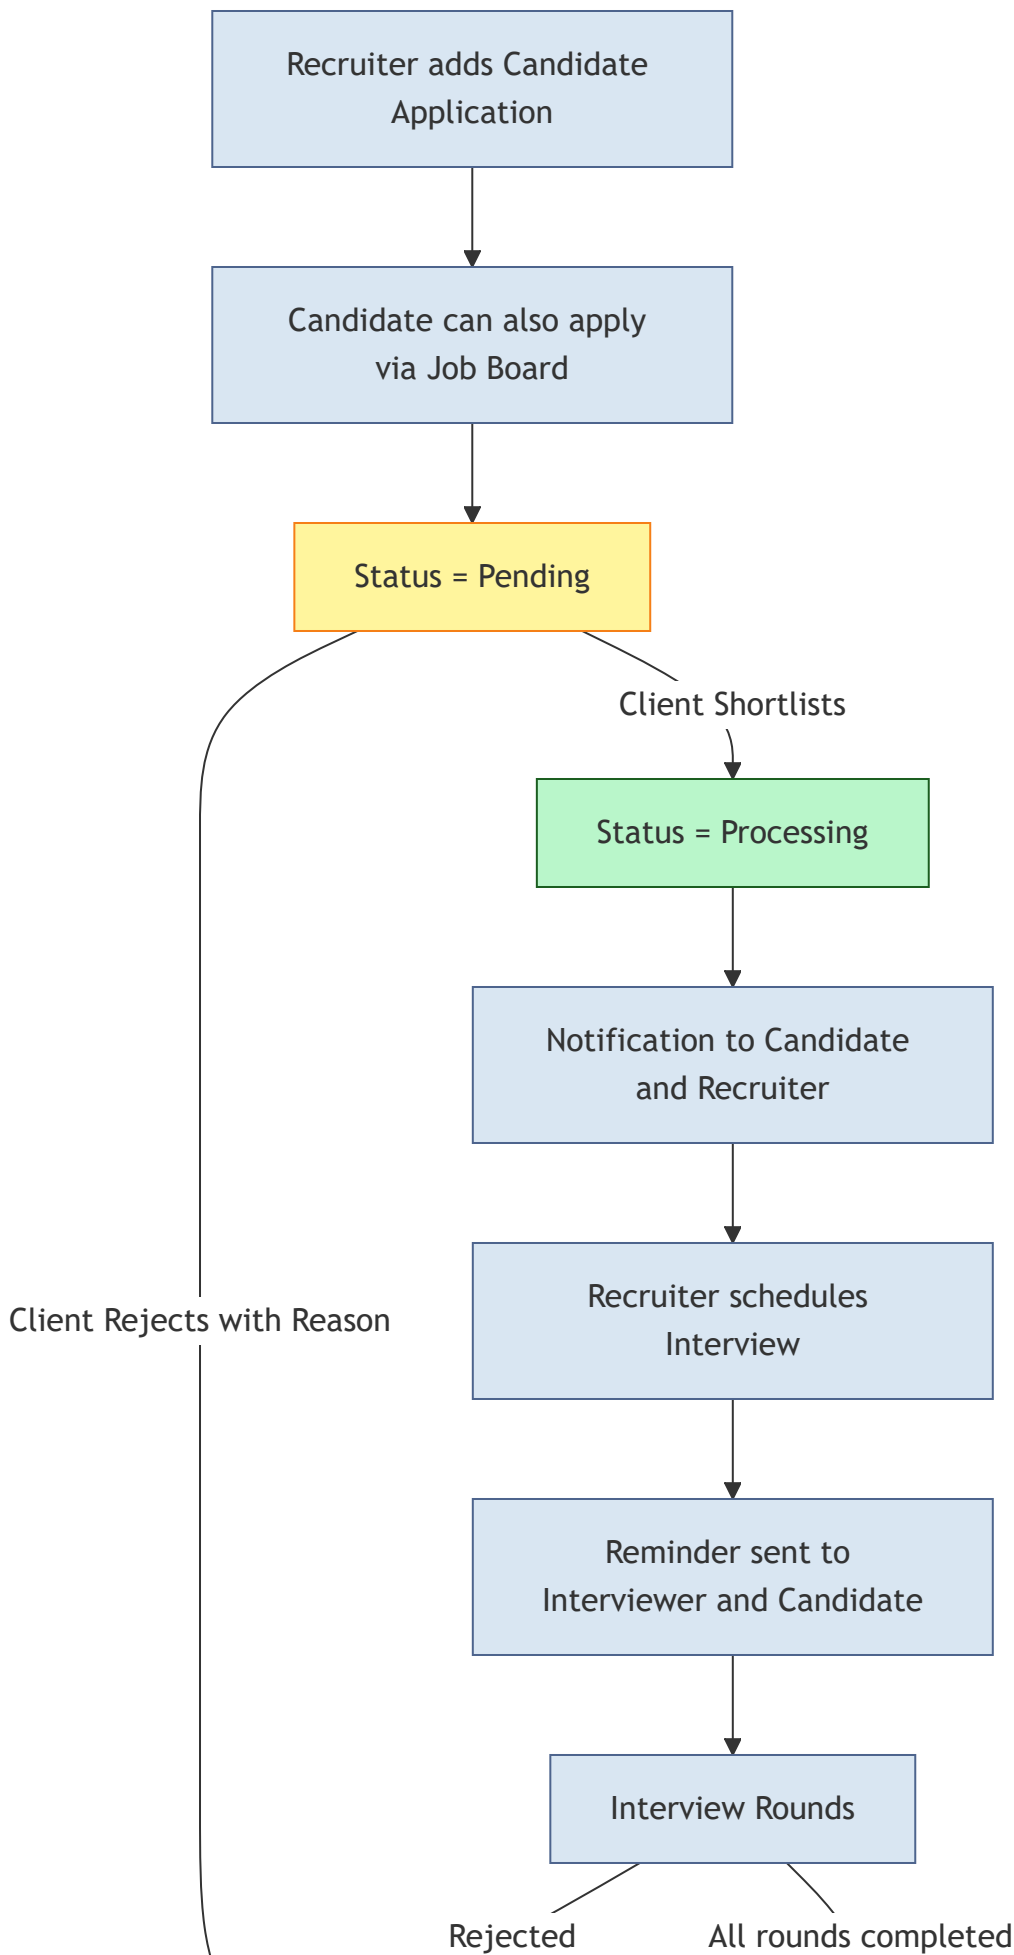 Recruiter adds Candidate
Application
Candidate can also apply
via Job Board
Status = Pending
Client Shortlists
Status = Processing
Notification to Candidate
and Recruiter
Recruiter schedules
Interview
Client Rejects with Reason
Reminder sent to
Interviewer and Candidate
Interview Rounds
Rejected
All rounds completed